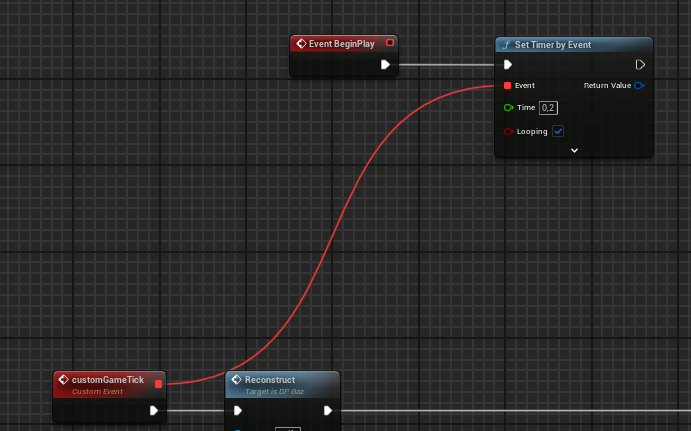 Event BeginPlay
f Set Timer by Event
Event
Return Value
Time 0,2
Looping
customGameTick
Custom Event
Reconstruct
Target is BP Gaz